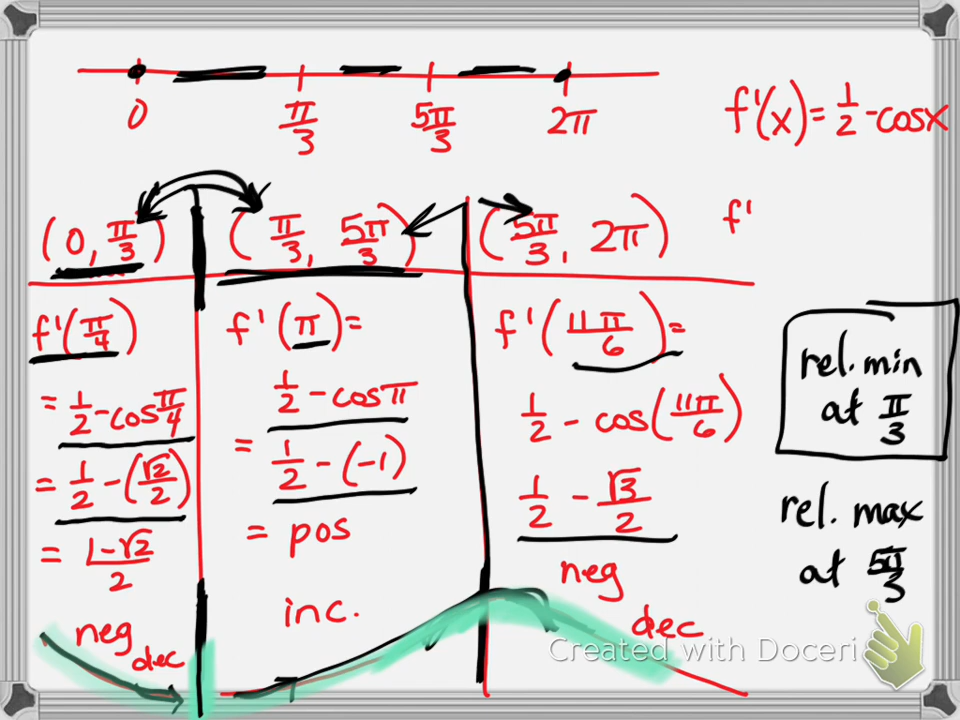 0 π/3 5π/3 2π
f'(x) = 1/2 - cosx
(0, π/3) (π/3, 5π/3) (5π/3, 2π) f'
f'(π/4)
= 1/2 - cos π/4
= 1/2 - (√2/2)
= 1-√2/2
neg
dec
f'(π) =
1/2 - cosπ
= 1/2 - (-1)
= pos
inc.
f'(11π/6) =
1/2 - cos(11π/6)
1/2 - √3/2
neg
dec
rel. min
at π/3
rel. max
at 5π/3
Created with Doceri